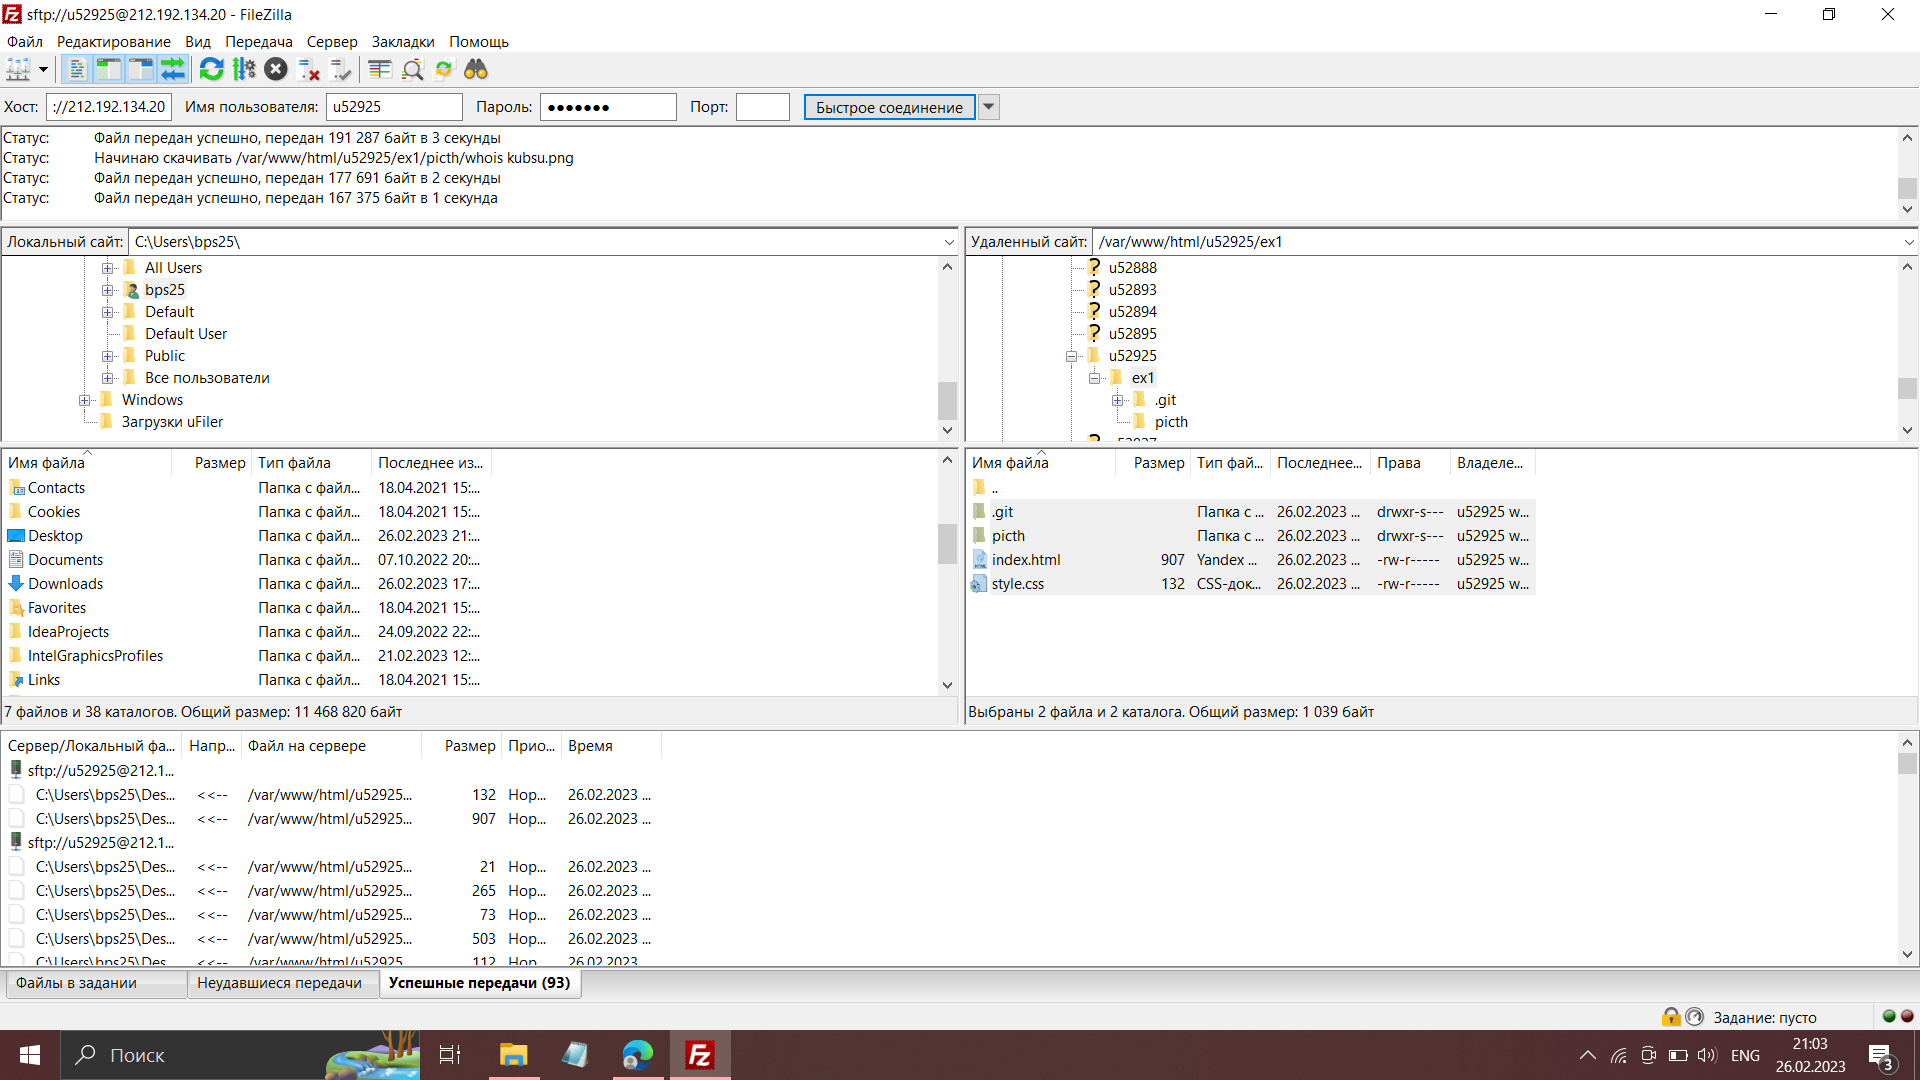 sftp://u52925@212.192.134.20 - FileZilla
Файл Редактирование Вид Передача Сервер Закладки Помощь
Хост: ://212.192.134.20 Имя пользователя: u52925 Пароль: ●●●●●●● Порт: Быстрое соединение
Статус: Файл передан успешно, передан 191 287 байт в 3 секунды
Статус: Начинаю скачивать /var/www/html/u52925/ex1/picth/whois kubsu.png
Статус: Файл передан успешно, передан 177 691 байт в 2 секунды
Статус: Файл передан успешно, передан 167 375 байт в 1 секунда
Локальный сайт: C:\Users\bps25\
All Users
bps25
Default
Default User
Public
Все пользователи
Windows
Загрузки uFiler
Удаленный сайт: /var/www/html/u52925/ex1
u52888
u52893
u52894
u52895
u52925
ex1
.git
picth
Имя файла Размер Тип файла Последнее из...
Contacts Папка с файл... 18.04.2021 15:...
Cookies Папка с файл... 18.04.2021 15:...
Desktop Папка с файл... 26.02.2023 21:...
Documents Папка с файл... 07.10.2022 20:...
Downloads Папка с файл... 26.02.2023 17:...
Favorites Папка с файл... 18.04.2021 15:...
IdeaProjects Папка с файл... 24.09.2022 22:...
IntelGraphicsProfiles Папка с файл... 21.02.2023 12:...
Links Папка с файл... 18.04.2021 15:...
7 файлов и 38 каталогов. Общий размер: 11 468 820 байт
Имя файла Размер Тип фай... Последнее... Права Владеле...
..
.git Папка с ... 26.02.2023 ... drwxr-s--- u52925 w...
picth Папка с ... 26.02.2023 ... drwxr-s--- u52925 w...
index.html 907 Yandex ... 26.02.2023 ... -rw-r----- u52925 w...
style.css 132 CSS-док... 26.02.2023 ... -rw-r----- u52925 w...
Выбраны 2 файла и 2 каталога. Общий размер: 1 039 байт
Сервер/Локальный фа... Напр... Файл на сервере Размер Прио... Время
sftp://u52925@212.1...
C:\Users\bps25\Des... <<-- /var/www/html/u52925... 132 Нор... 26.02.2023 ...
C:\Users\bps25\Des... <<-- /var/www/html/u52925... 907 Нор... 26.02.2023 ...
sftp://u52925@212.1...
C:\Users\bps25\Des... <<-- /var/www/html/u52925... 21 Нор... 26.02.2023 ...
C:\Users\bps25\Des... <<-- /var/www/html/u52925... 265 Нор... 26.02.2023 ...
C:\Users\bps25\Des... <<-- /var/www/html/u52925... 73 Нор... 26.02.2023 ...
C:\Users\bps25\Des... <<-- /var/www/html/u52925... 503 Нор... 26.02.2023 ...
C:\Users\bps25\Des... <<-- /var/www/html/u52925... 112 Нор... 26.02.2023 ...
Файлы в задании Неудавшиеся передачи Успешные передачи (93)
Задание: пусто
Поиск
ENG
21:03
26.02.2023
3